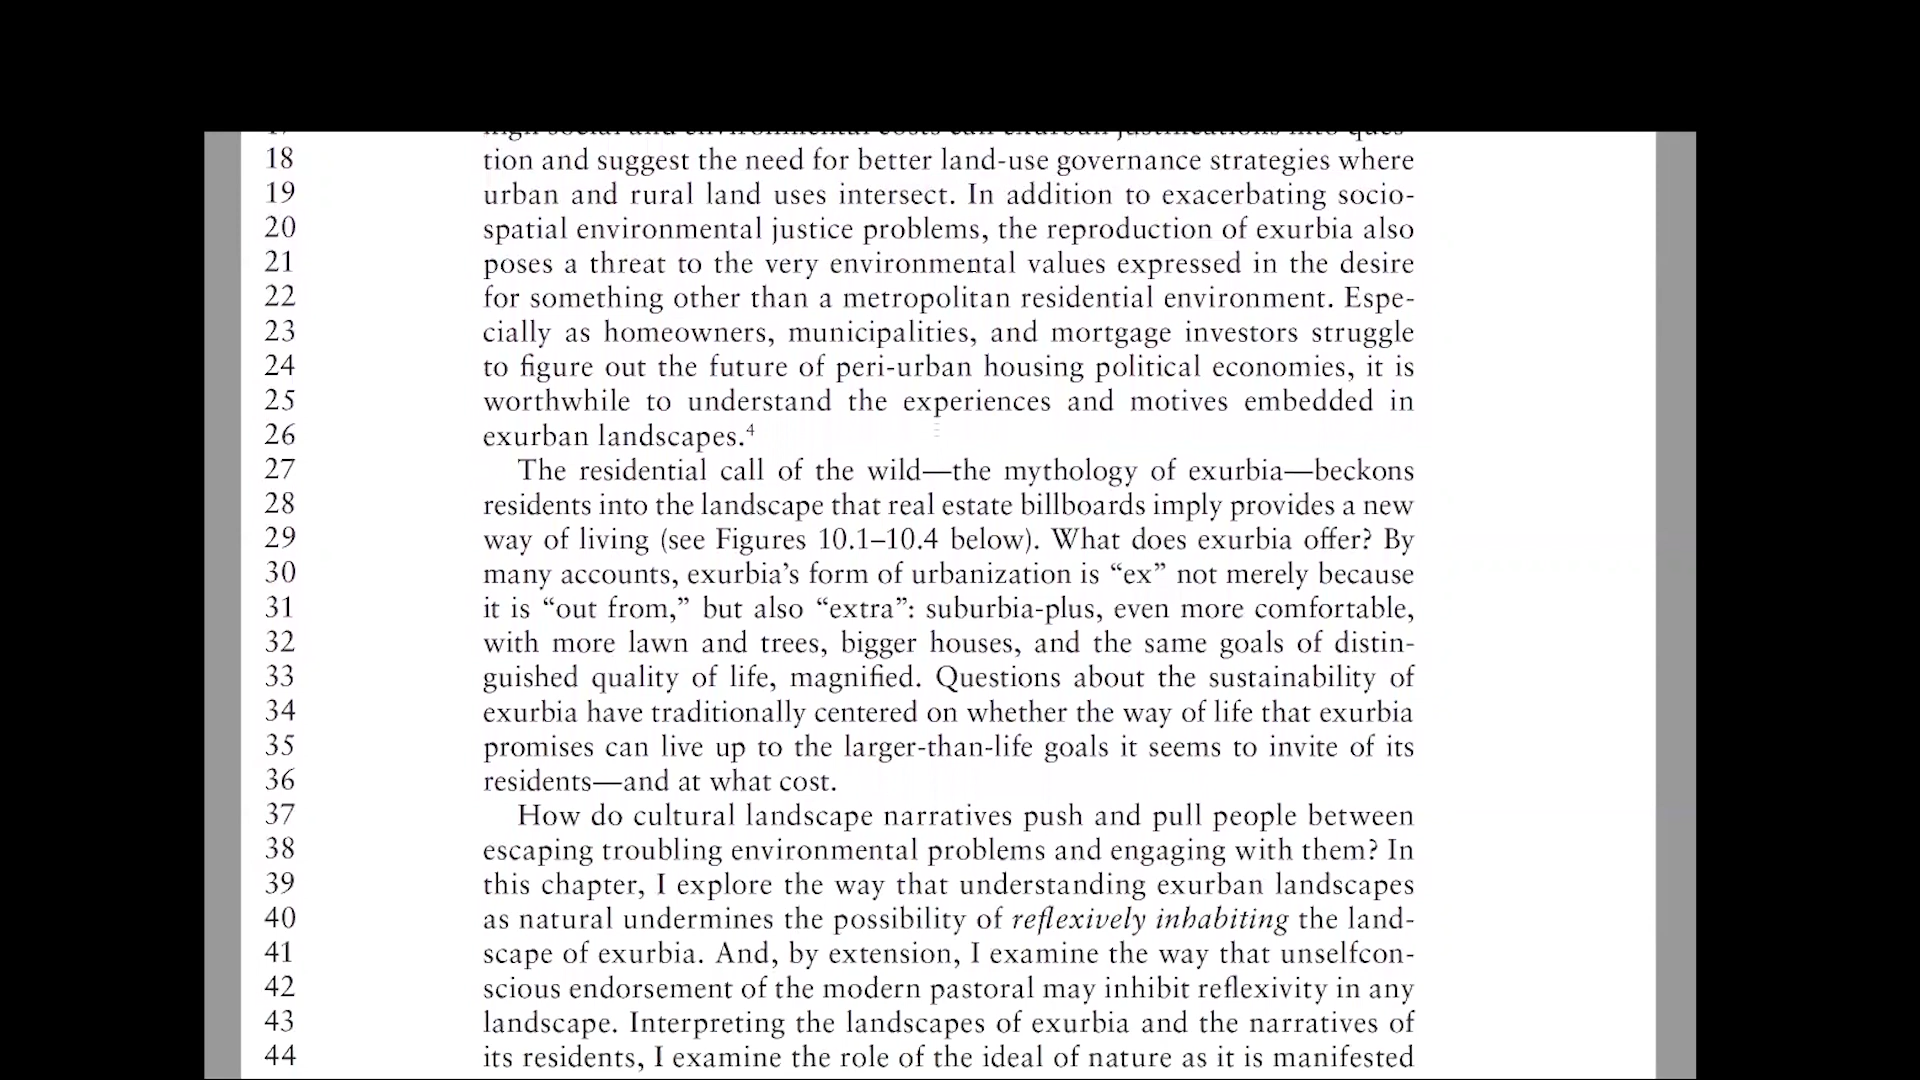 high social and environmental costs call exurban justifications into ques-
18 tion and suggest the need for better land-use governance strategies where
19 urban and rural land uses intersect. In addition to exacerbating socio-
20 spatial environmental justice problems, the reproduction of exurbia also
21 poses a threat to the very environmental values expressed in the desire
22 for something other than a metropolitan residential environment. Espe-
23 cially as homeowners, municipalities, and mortgage investors struggle
24 to figure out the future of peri-urban housing political economies, it is
25 worthwhile to understand the experiences and motives embedded in
26 exurban landscapes.⁴
27 The residential call of the wild—the mythology of exurbia—beckons
28 residents into the landscape that real estate billboards imply provides a new
29 way of living (see Figures 10.1–10.4 below). What does exurbia offer? By
30 many accounts, exurbia’s form of urbanization is “ex” not merely because
31 it is “out from,” but also “extra”: suburbia-plus, even more comfortable,
32 with more lawn and trees, bigger houses, and the same goals of distin-
33 guished quality of life, magnified. Questions about the sustainability of
34 exurbia have traditionally centered on whether the way of life that exurbia
35 promises can live up to the larger-than-life goals it seems to invite of its
36 residents—and at what cost.
37 How do cultural landscape narratives push and pull people between
38 escaping troubling environmental problems and engaging with them? In
39 this chapter, I explore the way that understanding exurban landscapes
40 as natural undermines the possibility of reflexively inhabiting the land-
41 scape of exurbia. And, by extension, I examine the way that unselfcon-
42 scious endorsement of the modern pastoral may inhibit reflexivity in any
43 landscape. Interpreting the landscapes of exurbia and the narratives of
44 its residents, I examine the role of the ideal of nature as it is manifested